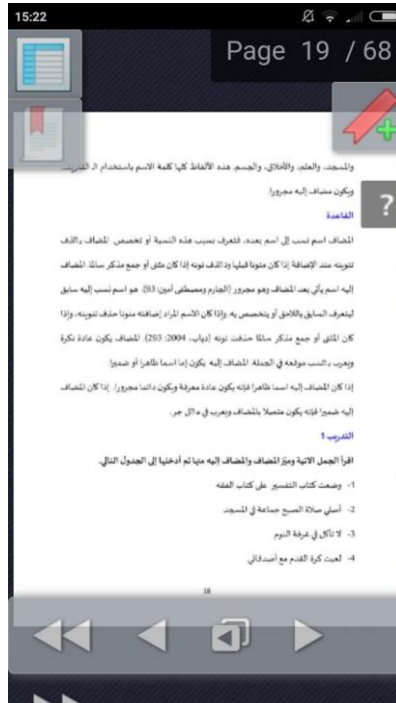 15:22
Page 19 / 68
والمسجد، والعلم، والأخلاق، والجسم. هذه الألفاظ كلها كلمة الاسم باستخدام ال
ويكون مضاف إليه مجرورا.
?
القاعدة
المضاف اسم نسب إلى اسم بعده، فتعرف بسبب هذه النسبة أو تخصص. المضاف
تنوينه عند الإضافة إذا كان منونا قبلها و نونه إذا كان مثنى أو جمع مذكر سالما. المضاف
إليه اسم يأتي بعد المضاف وهو مجرور (الجارم ومصطفى أمين: 93). هو اسم نسب إليه سابق
ليتعرف السابق باللاحق أو يتخصص به. وإذا كان الاسم المراد إضافته منونا حذف تنوينه، وإذا
كان المثنى أو جمع مذكر سالما حذفت نونه (دياب، 2004: 293). المضاف يكون عادة نكرة
ويعرب موقعه في الجملة. المضاف إليه يكون إما اسما ظاهرا أو ضميرا.
إذا كان المضاف إليه اسما ظاهرا فإنه يكون عادة معرفة ويكون دائما مجرورا. إذا كان المضاف
إليه ضميرا فإنه يكون متصلا بالمضاف ويعرب في جر.
التدريب 1
اقرأ الجمل الآتية وميّز المضاف والمضاف إليه منها ثم أدخلها إلى الجدول التالي.
1- وضعت كتاب التفسير على كتاب الفقه
2- أصلي صلاة الصبح جماعة في المسجد
3- لا تأكل في غرفة النوم
4- لعبت كرة القدم مع أصدقائي
18